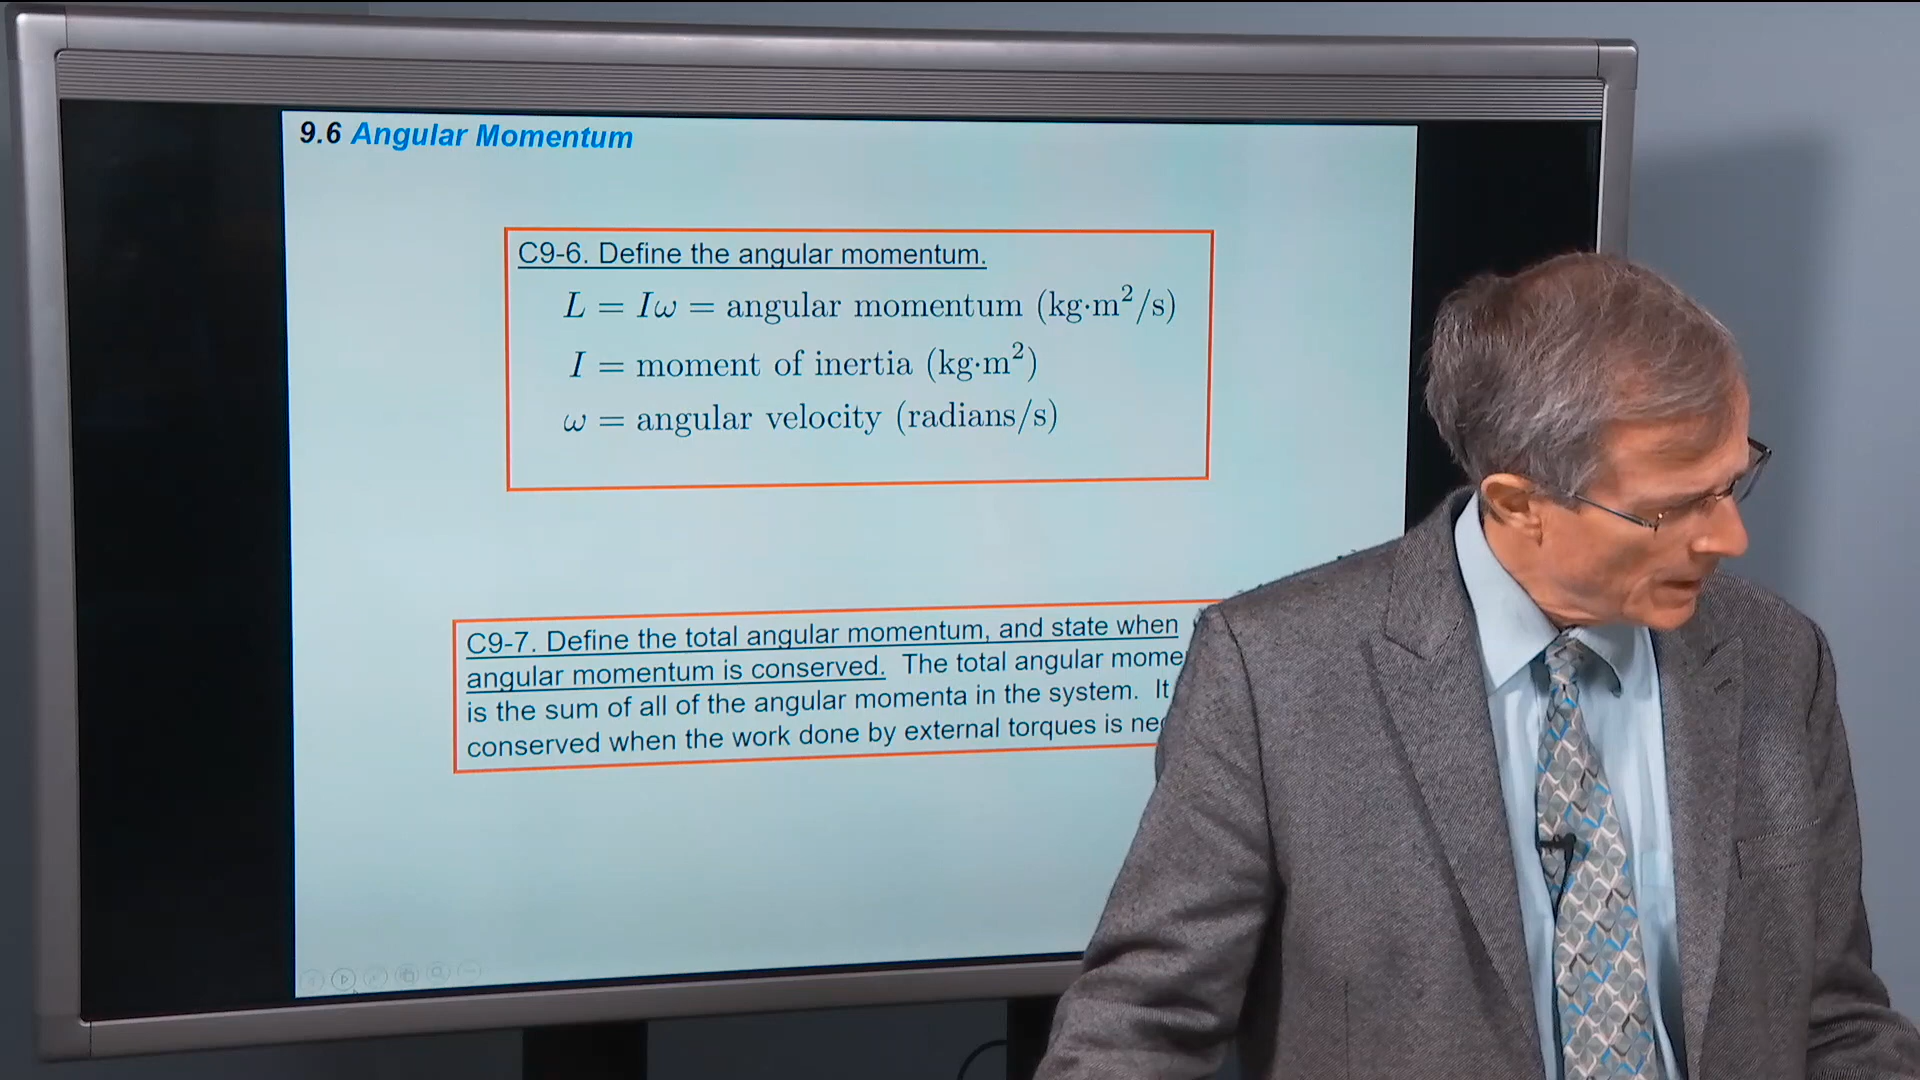 9.6 Angular Momentum
C9-6. Define the angular momentum.
L = Iω = angular momentum (kg·m²/s)
I = moment of inertia (kg·m²)
ω = angular velocity (radians/s)
C9-7. Define the total angular momentum, and state when
angular momentum is conserved. The total angular
is the sum of all of the angular momenta in the system. It
conserved when the work done by external torques is